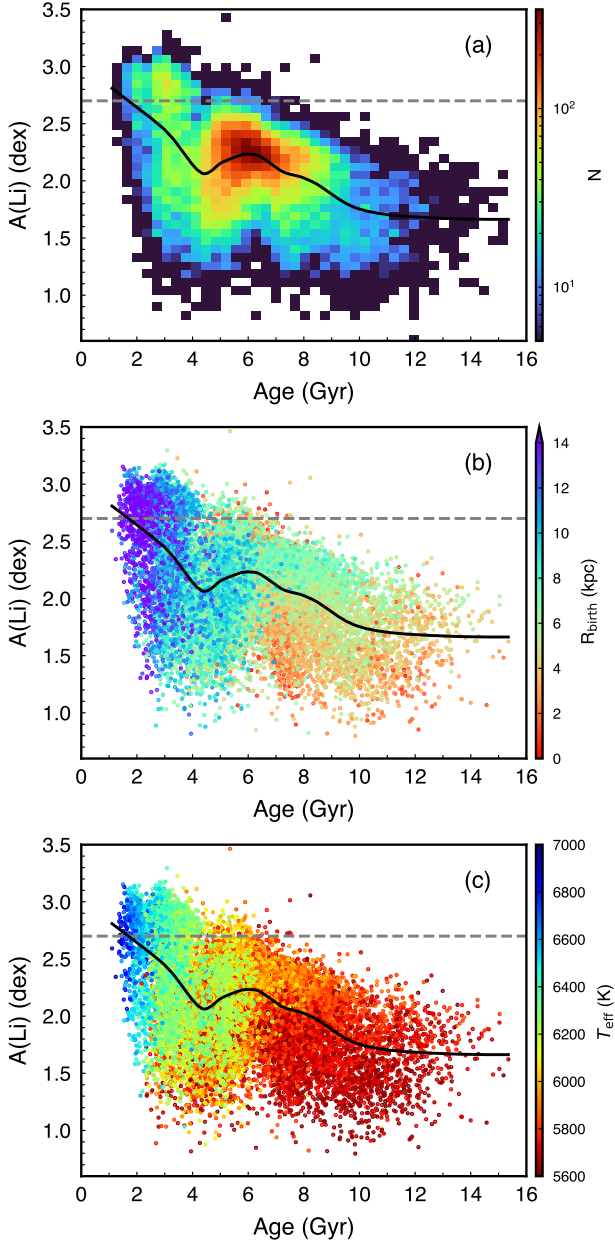 (a)
3.5
3.0
2.5
2.0
1.5
1.0
A(Li) (dex)
0 2 4 6 8 10 12 14 16
Age (Gyr)
10²
10¹
N
(b)
3.5
3.0
2.5
2.0
1.5
1.0
A(Li) (dex)
0 2 4 6 8 10 12 14 16
Age (Gyr)
14
12
10
8
6
4
2
0
R_birth (kpc)
(c)
3.5
3.0
2.5
2.0
1.5
1.0
A(Li) (dex)
0 2 4 6 8 10 12 14 16
Age (Gyr)
7000
6800
6600
6400
6200
6000
5800
5600
T_eff (K)